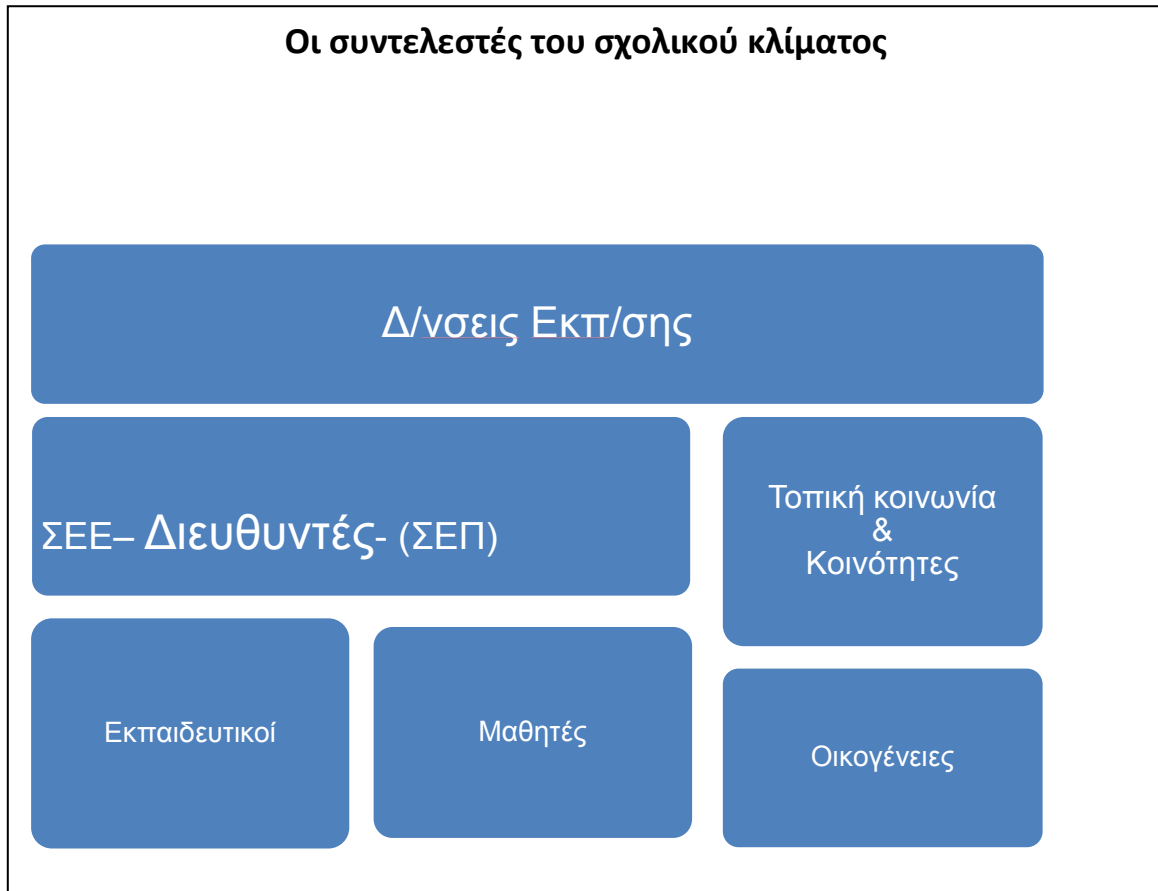 Οι συντελεστές του σχολικού κλίματος
Δ/νσεις Εκπ/σης
ΣΕΕ– Διευθυντές- (ΣΕΠ)
Τοπική κοινωνία
&
Κοινότητες
Εκπαιδευτικοί
Μαθητές
Οικογένειες